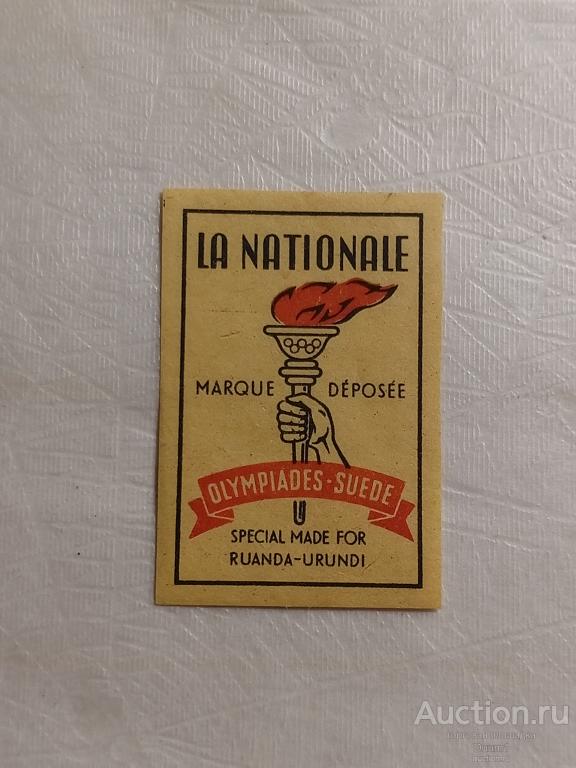 LA NATIONALE
MARQUE DÉPOSÉE
OLYMPIADES-SUEDE
SPECIAL MADE FOR
RUANDA-URUNDI
Auction.ru